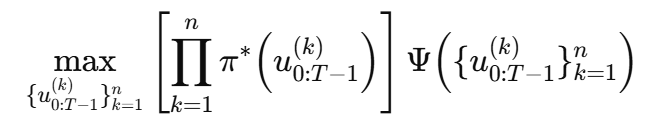 \max_{\{u_{0:T-1}^{(k)}\}_{k=1}^{n}} \left[ \prod_{k=1}^{n} \pi^*\left( u_{0:T-1}^{(k)} \right) \right] \Psi\left( \{u_{0:T-1}^{(k)}\}_{k=1}^{n} \right)